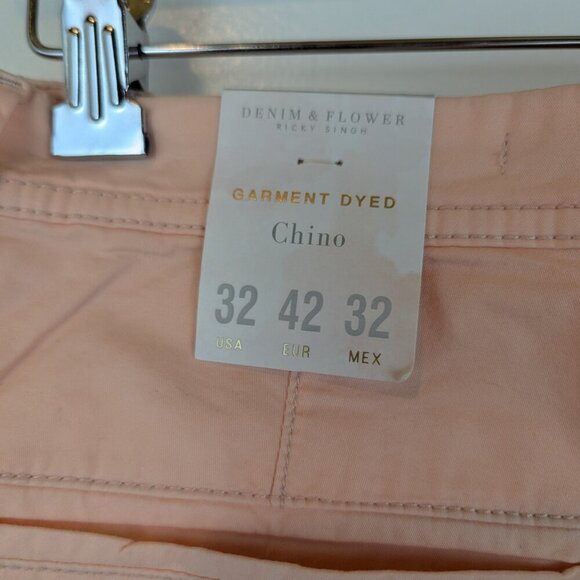 DENIM & FLOWER
RICKY SINGH
GARMENT DYED
Chino
32 42 32
USA EUR MEX